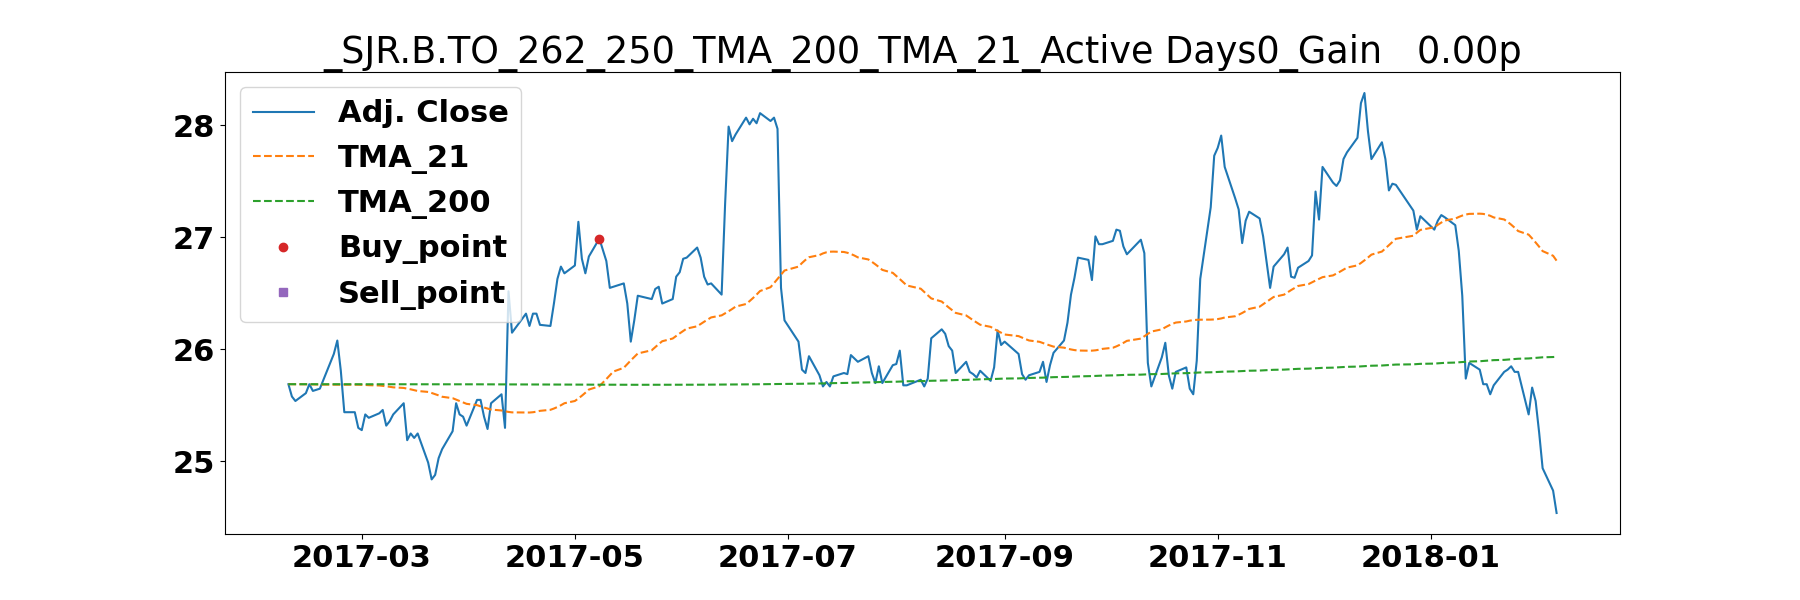 _SJR.B.TO_262_250_TMA_200_TMA_21_Active Days0_Gain   0.00p
Adj. Close
TMA_21
TMA_200
Buy_point
Sell_point
28
27
26
25
2017-03 2017-05 2017-07 2017-09 2017-11 2018-01